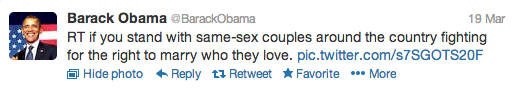 Barack Obama @BarackObama 19 Mar
RT if you stand with same-sex couples around the country fighting
for the right to marry who they love. pic.twitter.com/s7SGOTS20F
Hide photo Reply Retweet Favorite More